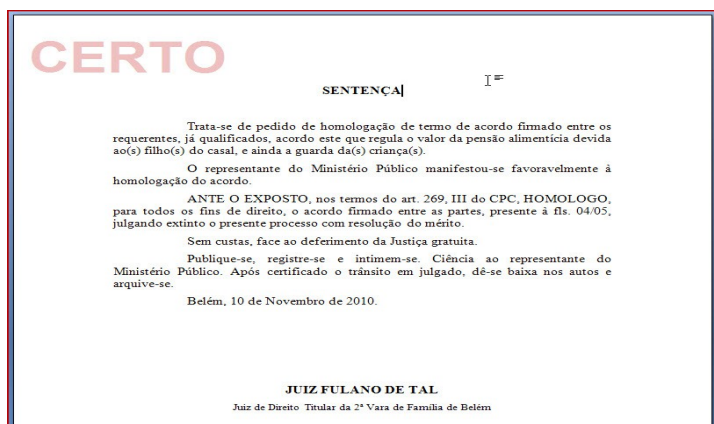 CERTO
SENTENÇA
Trata-se de pedido de homologação de termo de acordo firmado entre os
requerentes, já qualificados, acordo este que regula o valor da pensão alimentícia devida
ao(s) filho(s) do casal, e ainda a guarda da(s) criança(s).
O representante do Ministério Público manifestou-se favoravelmente à
homologação do acordo.
ANTE O EXPOSTO, nos termos do art. 269, III do CPC, HOMOLOGO,
para todos os fins de direito, o acordo firmado entre as partes, presente à fls. 04/05,
julgando extinto o presente processo com resolução do mérito.
Sem custas, face ao deferimento da Justiça gratuita.
Publique-se, registre-se e intimem-se. Ciência ao representante do
Ministério Público. Após certificado o trânsito em julgado, dê-se baixa nos autos e
arquive-se.
Belém, 10 de Novembro de 2010.
JUIZ FULANO DE TAL
Juiz de Direito Titular da 2ª Vara de Família de Belém